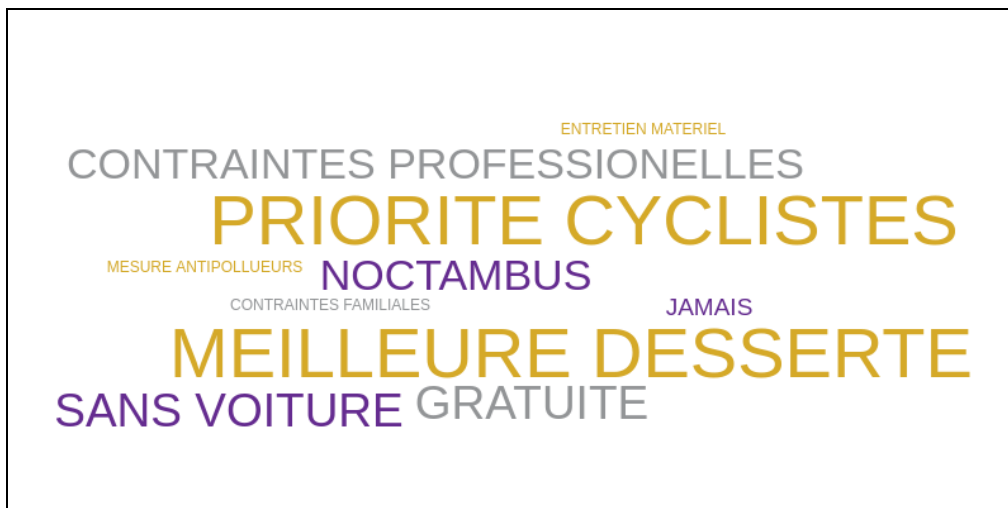 ENTRETIEN MATERIEL
CONTRAINTES PROFESSIONELLES
PRIORITE CYCLISTES
MESURE ANTIPOLLUEURS
NOCTAMBUS
CONTRAINTES FAMILIALES
JAMAIS
MEILLEURE DESSERTE
SANS VOITURE
GRATUITE